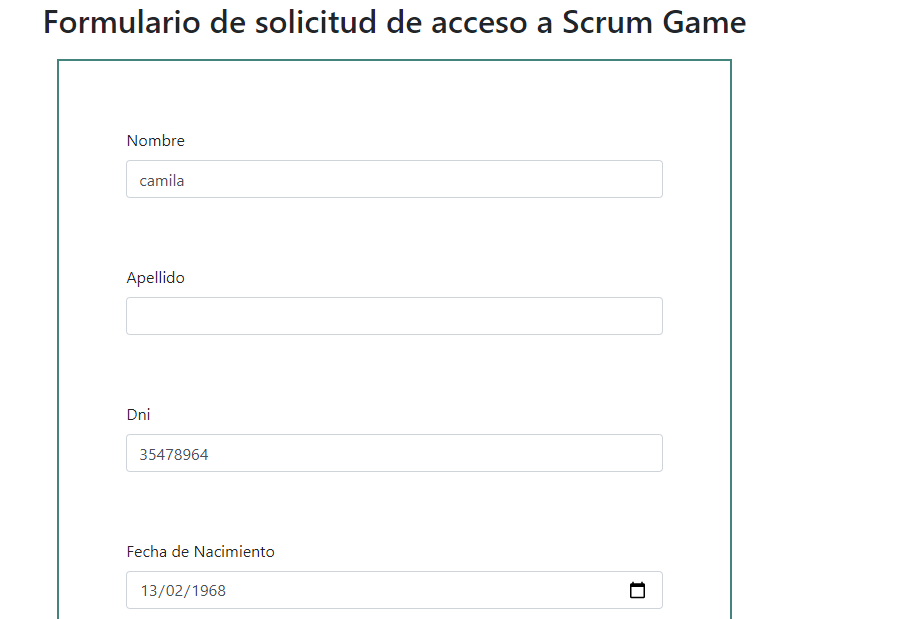 Formulario de solicitud de acceso a Scrum Game
Nombre
camila
Apellido
Dni
35478964
Fecha de Nacimiento
13/02/1968